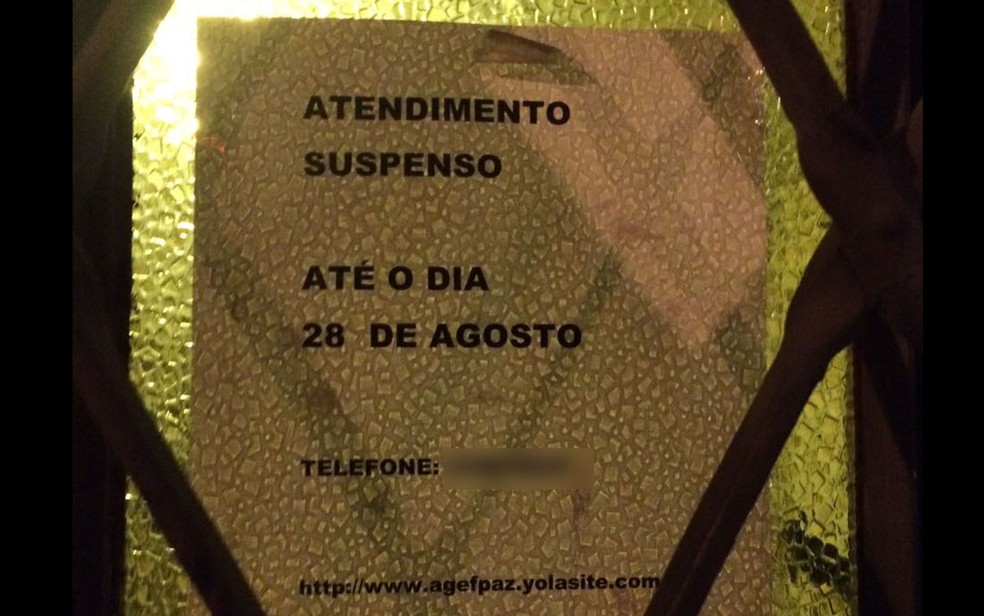 ATENDIMENTO
SUSPENSO
ATÉ O DIA
28 DE AGOSTO
TELEFONE:
http://www.agefpaz.yolasite.com